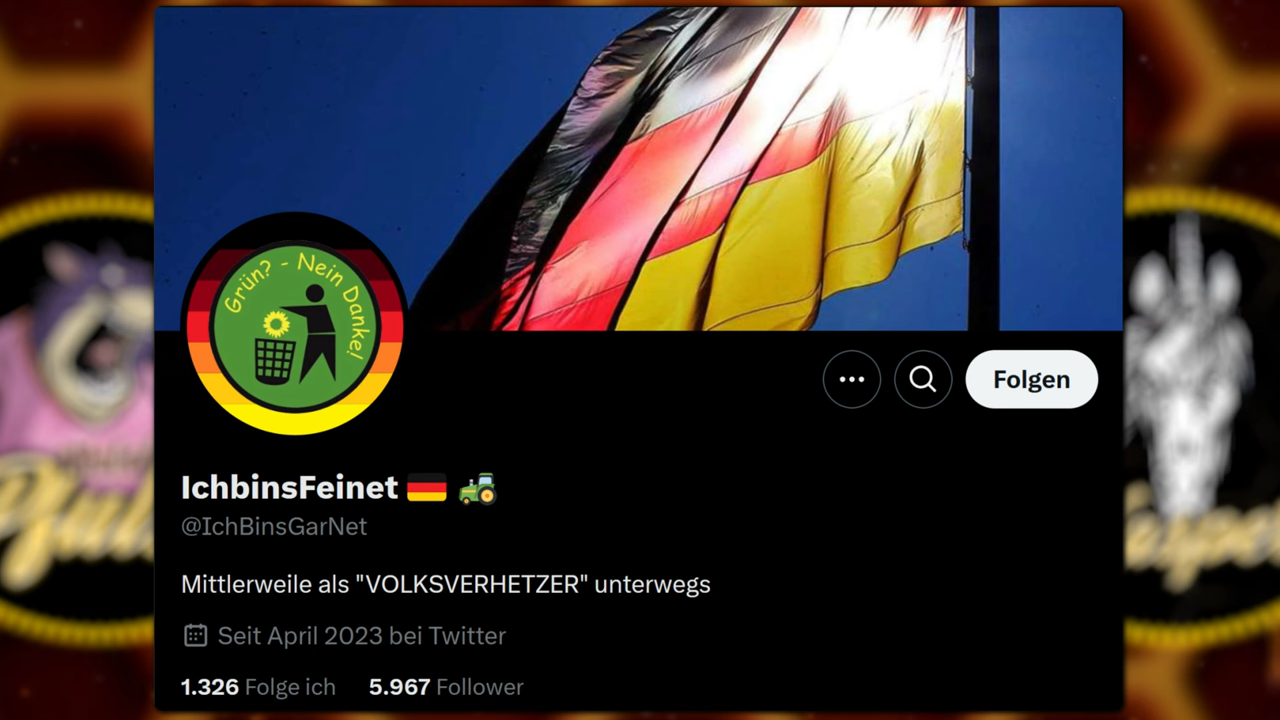 Grün? - Nein Danke!
Folgen
IchbinsFeinet
@IchBinsGarNet
Mittlerweile als "VOLKSVERHETZER" unterwegs
Seit April 2023 bei Twitter
1.326 Folge ich 5.967 Follower